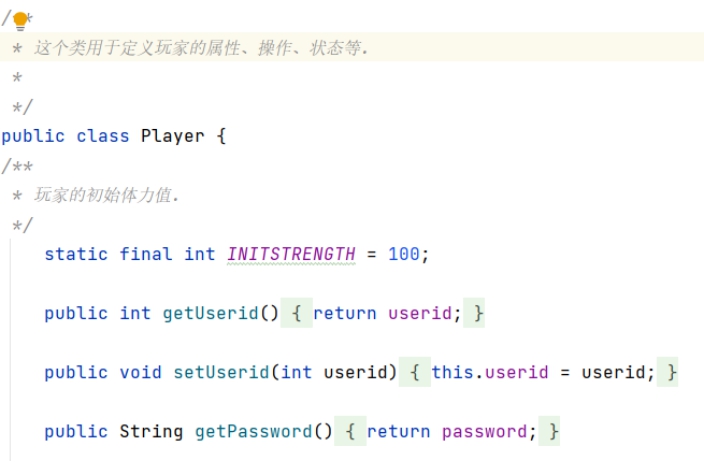 /**
 * 这个类用于定义玩家的属性、操作、状态等.
 *
 */
public class Player {
/**
 * 玩家的初始体力值.
 */
    static final int INITSTRENGTH = 100;
    public int getUserid() { return userid; }
    public void setUserid(int userid) { this.userid = userid; }
    public String getPassword() { return password; }